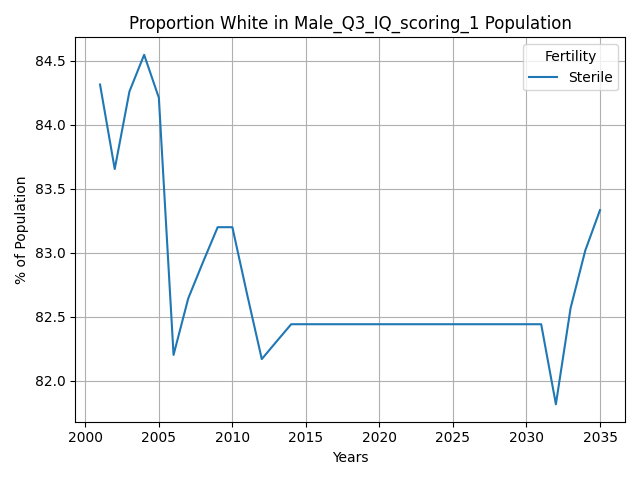 Proportion White in Male_Q3_IQ_scoring_1 Population
Fertility
Sterile
84.5
84.0
83.5
83.0
82.5
82.0
% of Population
2000 2005 2010 2015 2020 2025 2030 2035
Years